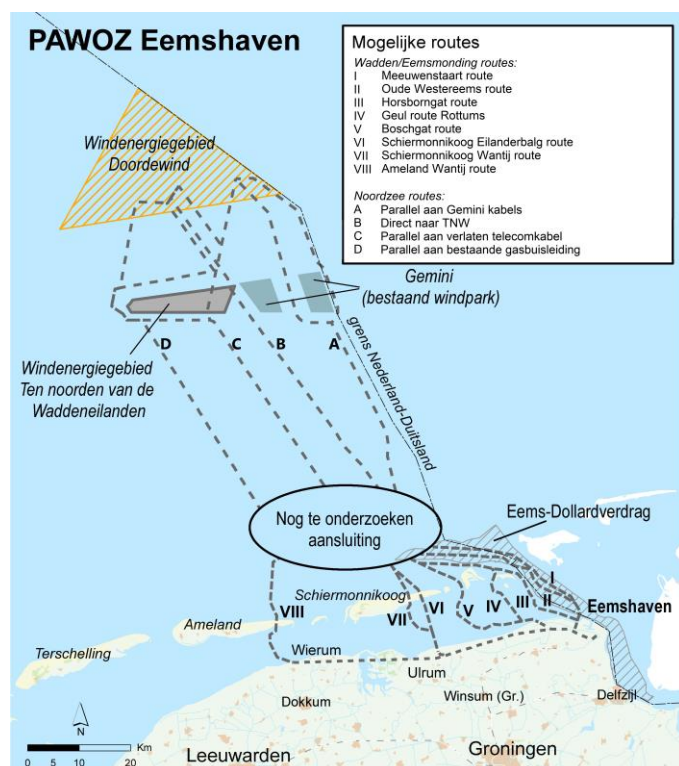 PAWOZ Eemshaven
Mogelijke routes
Wadden/Eemsmonding routes:
I Meeuwenstaart route
II Oude Westereems route
III Horsborngat route
IV Geul route Rottums
V Boschgat route
VI Schiermonnikoog Eilanderbalg route
VII Schiermonnikoog Wantij route
VIII Ameland Wantij route
Noordzee routes:
A Parallel aan Gemini kabels
B Direct naar TNW
C Parallel aan verlaten telecomkabel
D Parallel aan bestaande gasbuisleiding
Windenergiegebied
Doordewind
Gemini
(bestaand windpark)
grens Nederland-Duitsland
D
C
B
A
Windenergiegebied
Ten noorden van de
Waddeneilanden
Nog te onderzoeken
aansluiting
Eems-Dollardverdrag
I
II
III
IV
V
VI
VII
VIII
Eemshaven
Schiermonnikoog
Ameland
Terschelling
Wierum
Ulrum
Dokkum
Winsum (Gr.)
Delfzijl
Leeuwarden
Groningen
N
0 5 10 20 Km